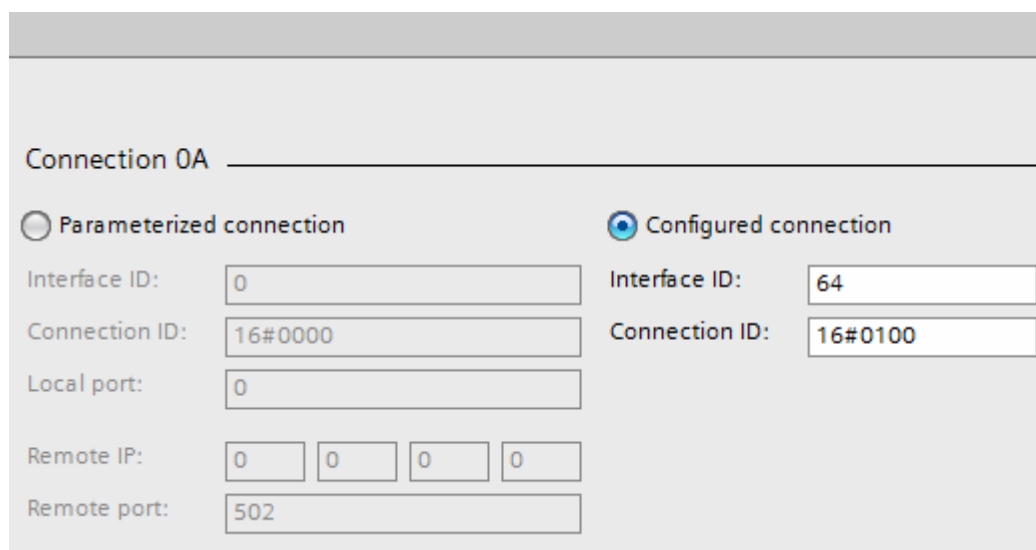 Connection 0A
Parameterized connection
Configured connection
Interface ID: 0
Interface ID: 64
Connection ID: 16#0000
Connection ID: 16#0100
Local port: 0
Remote IP: 0 0 0 0
Remote port: 502